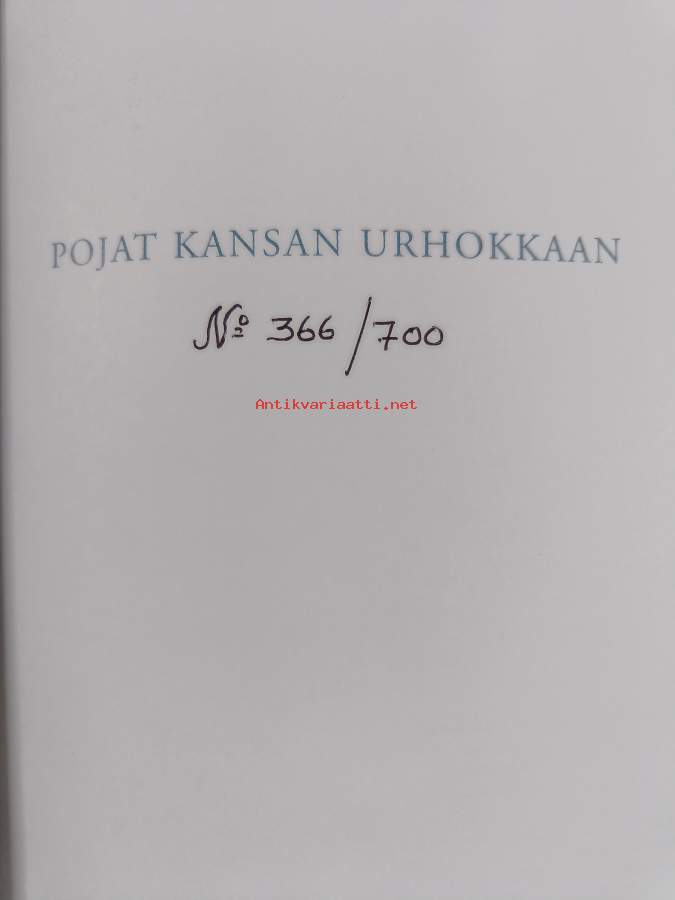 POJAT KANSAN URHOKKAAN
Nº 366/700
Antikvariaatti.net